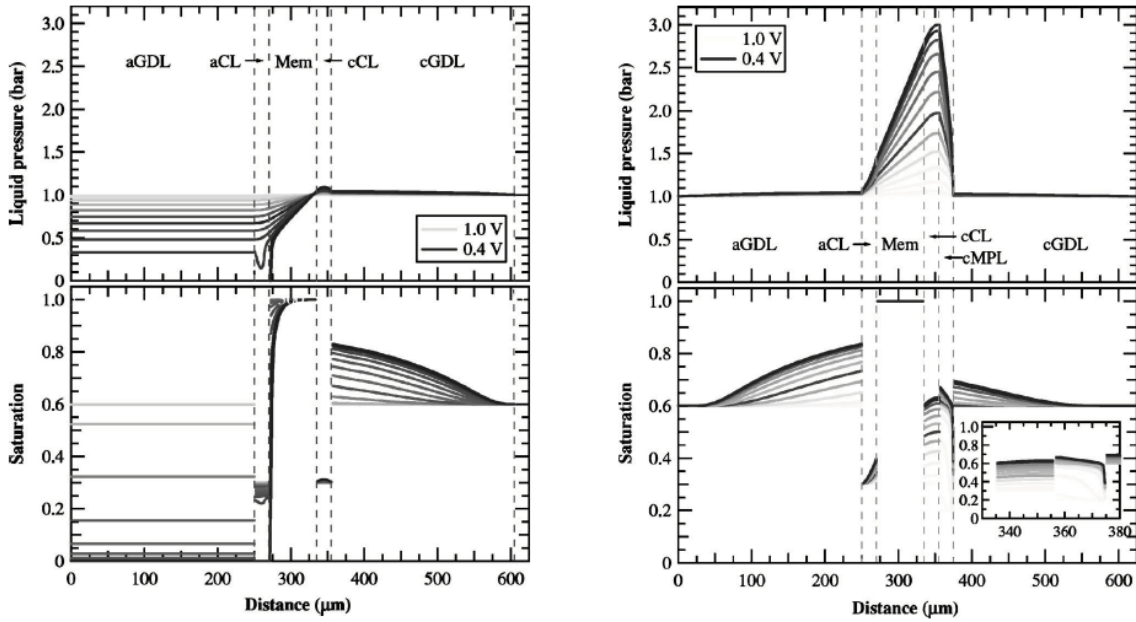 3.0
2.5
2.0
1.5
1.0
0.5
0
Liquid pressure (bar)
aGDL aCL Mem cCL cGDL
1.0 V
0.4 V
1.0
0.8
0.6
0.4
0.2
0
Saturation
0 100 200 300 400 500 600
Distance (μm)
3.0
2.5
2.0
1.5
1.0
0.5
0
Liquid pressure (bar)
1.0 V
0.4 V
aGDL aCL Mem cCL cGDL
cMPL
1.0
0.8
0.6
0.4
0.2
0
Saturation
1.0
0.8
0.6
0.4
0.2
0
340 360 380
0 100 200 300 400 500 600
Distance (μm)